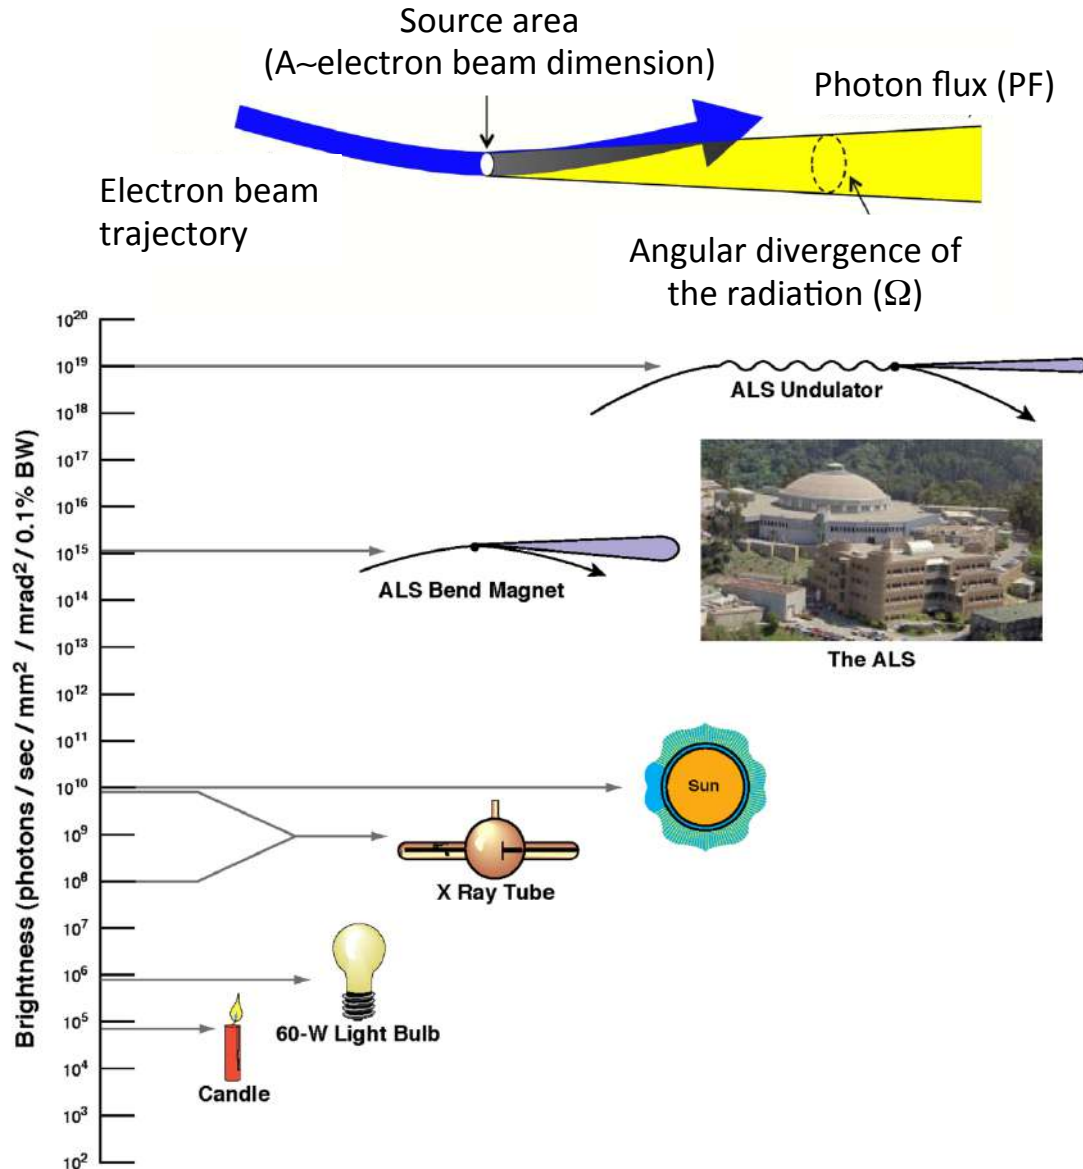 Source area
(A~electron beam dimension)
Photon flux (PF)
Electron beam
trajectory
Angular divergence of
the radiation (Ω)
Brightness (photons / sec / mm² / mrad² / 0.1% BW)
10²⁰
10¹⁹
10¹⁸
10¹⁷
10¹⁶
10¹⁵
10¹⁴
10¹³
10¹²
10¹¹
10¹⁰
10⁹
10⁸
10⁷
10⁶
10⁵
10⁴
10³
10²
ALS Undulator
ALS Bend Magnet
The ALS
Sun
X Ray Tube
60-W Light Bulb
Candle